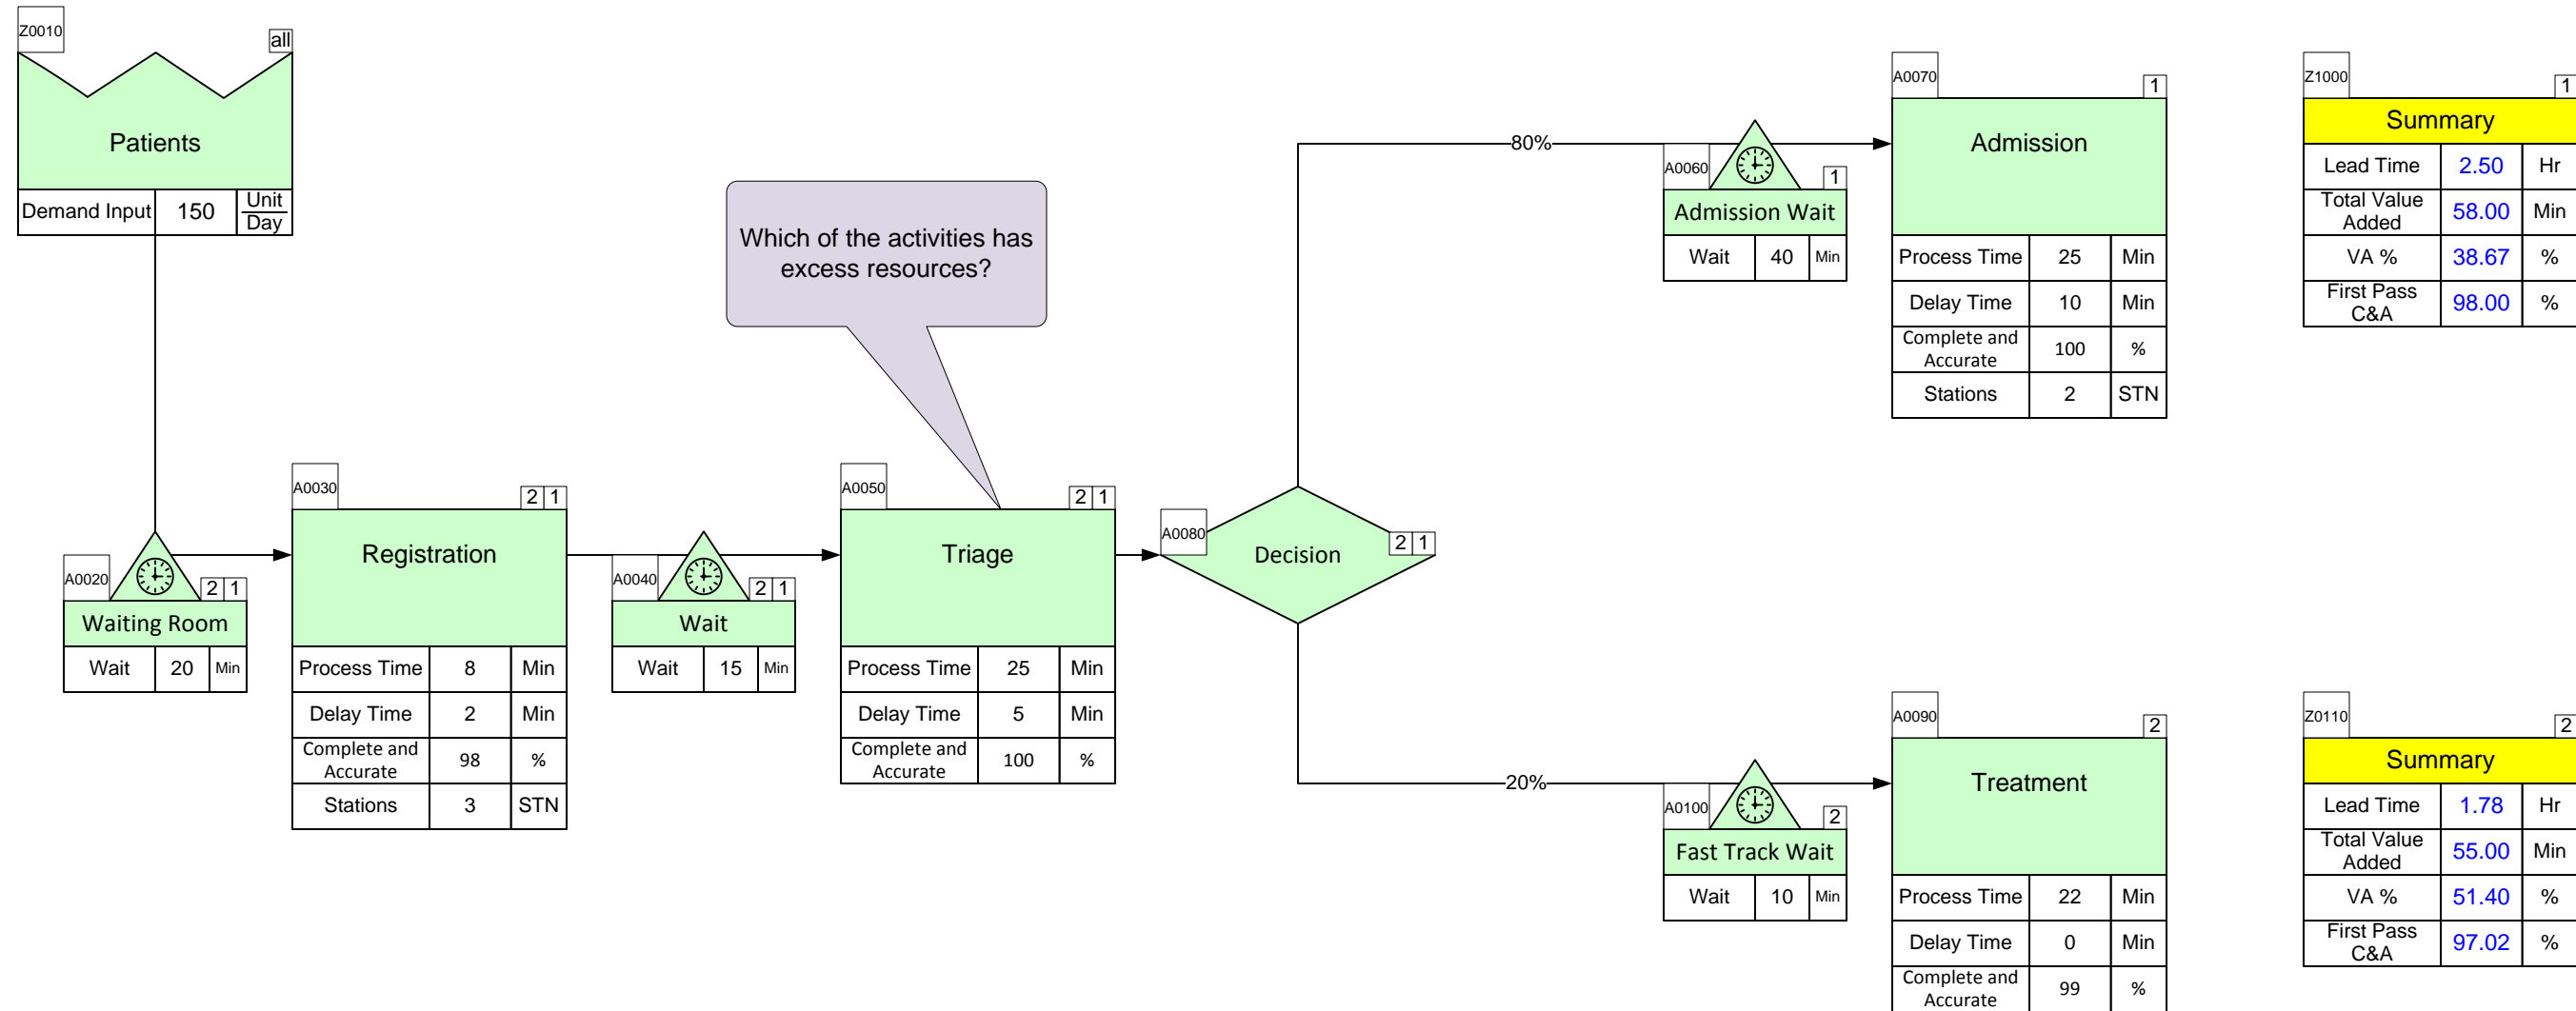 Z0010
all
Patients
Demand Input 150 Unit
Day
Which of the activities has
excess resources?
A0020
2 1
Waiting Room
Wait 20 Min
A0030
2 1
Registration
Process Time 8 Min
Delay Time 2 Min
Complete and
Accurate 98 %
Stations 3 STN
A0040
2 1
Wait
Wait 15 Min
A0050
2 1
Triage
Process Time 25 Min
Delay Time 5 Min
Complete and
Accurate 100 %
A0080
2 1
Decision
80%
A0060
1
Admission Wait
Wait 40 Min
A0070
1
Admission
Process Time 25 Min
Delay Time 10 Min
Complete and
Accurate 100 %
Stations 2 STN
Z1000
1
Summary
Lead Time 2.50 Hr
Total Value
Added 58.00 Min
VA % 38.67 %
First Pass
C&A 98.00 %
20%
A0100
2
Fast Track Wait
Wait 10 Min
A0090
2
Treatment
Process Time 22 Min
Delay Time 0 Min
Complete and
Accurate 99 %
Z0110
2
Summary
Lead Time 1.78 Hr
Total Value
Added 55.00 Min
VA % 51.40 %
First Pass
C&A 97.02 %